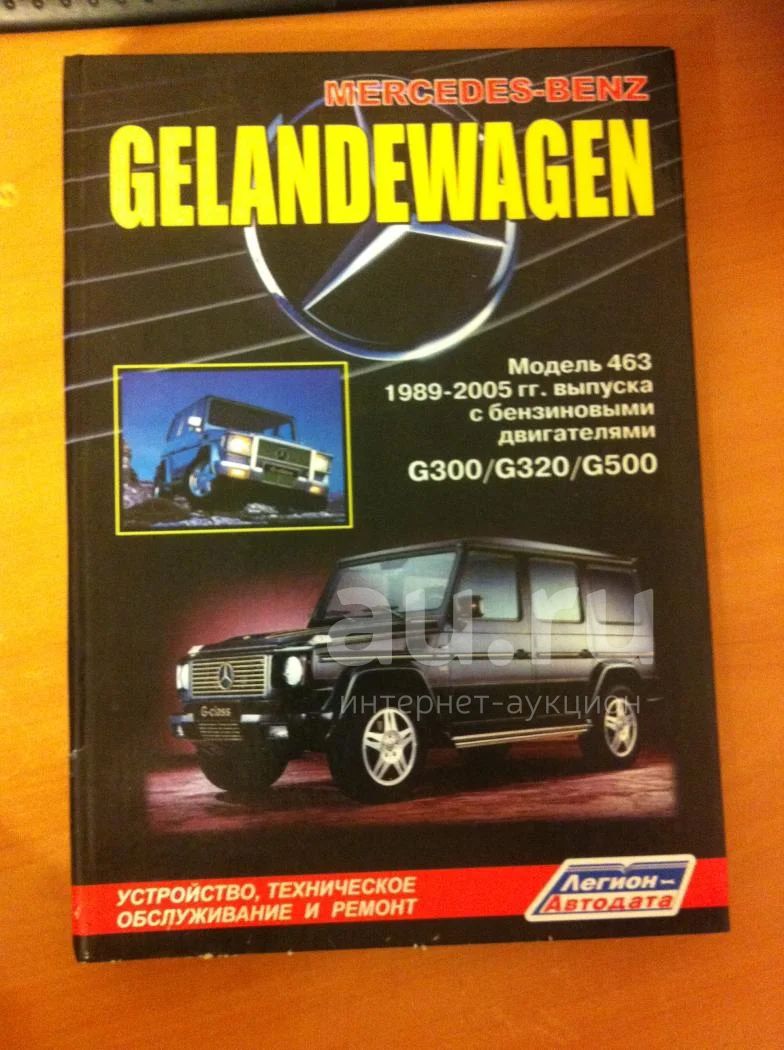 MERCEDES-BENZ
GELANDEWAGEN
Модель 463
1989-2005 гг. выпуска
с бензиновыми
двигателями
G300/G320/G500
au.ru
интернет-аукцион
G-class
УСТРОЙСТВО, ТЕХНИЧЕСКОЕ
ОБСЛУЖИВАНИЕ И РЕМОНТ
Легион-
Автодата